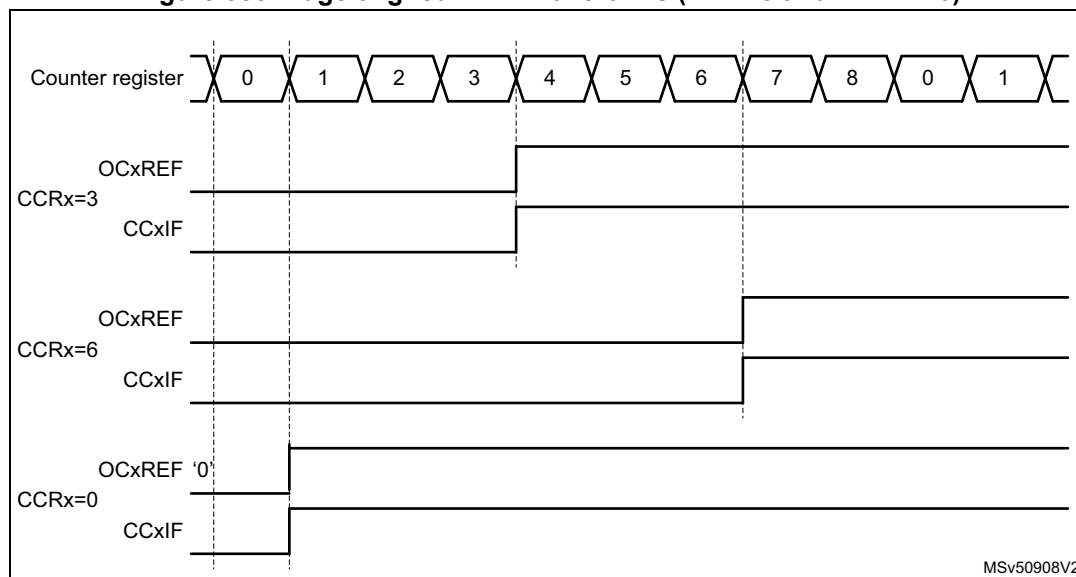 Counter register 0 1 2 3 4 5 6 7 8 0 1
OCxREF
CCRx=3
CCxIF
OCxREF
CCRx=6
CCxIF
OCxREF '0'
CCRx=0
CCxIF
MSv50908V2